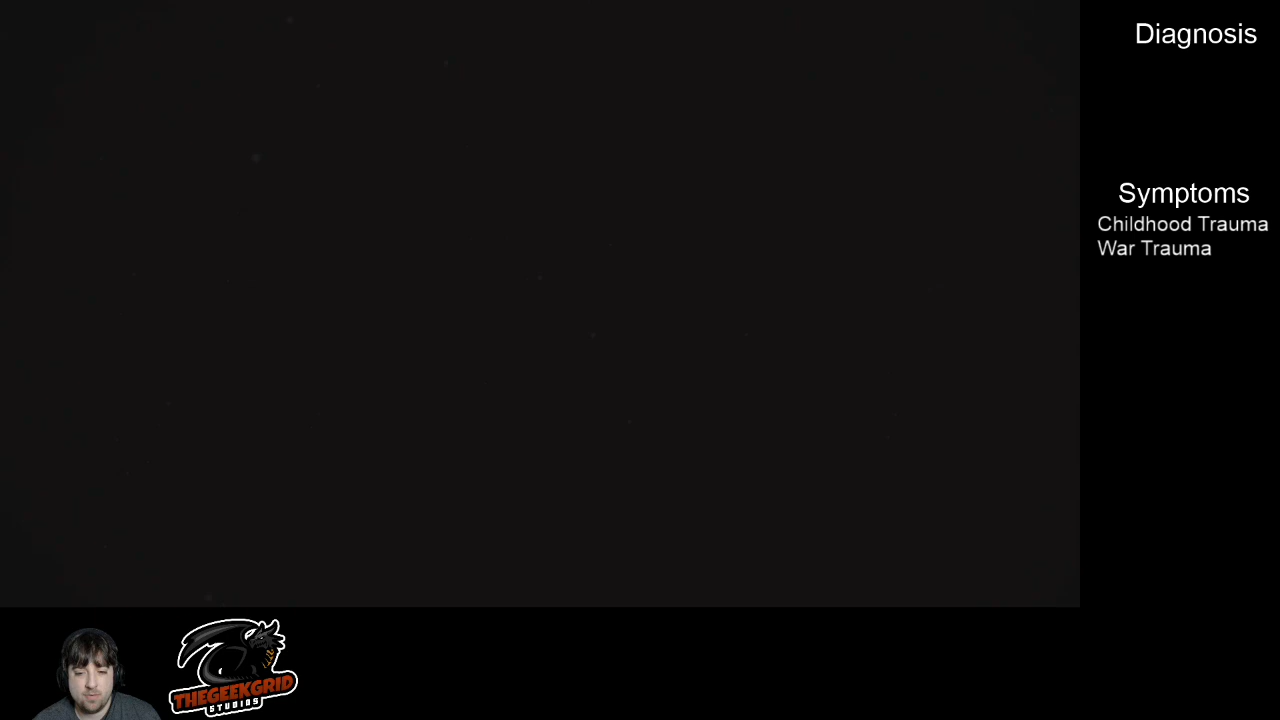 Diagnosis
Symptoms
Childhood Trauma
War Trauma
THEGEEKGRID
STUDIOS